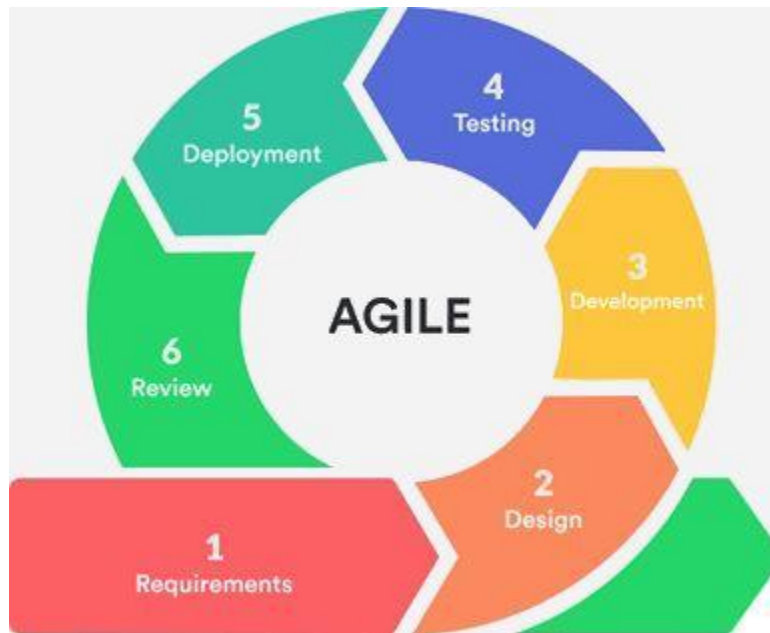 4
Testing
5
Deployment
3
Development
AGILE
6
Review
2
Design
1
Requirements